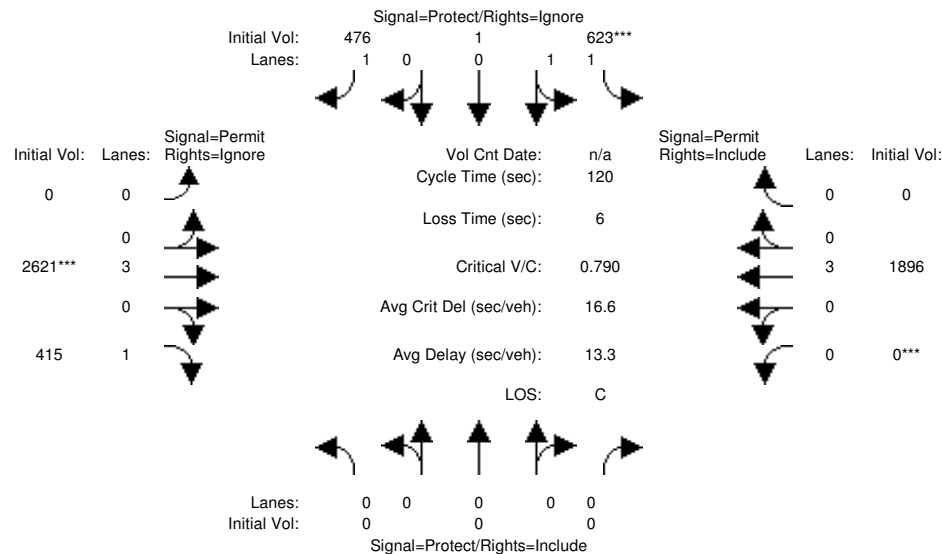 Signal=Protect/Rights=Ignore
Initial Vol: 476 1 623***
Lanes: 1 0 0 1 1
Signal=Permit
Initial Vol: Lanes: Rights=Ignore
Vol Cnt Date: n/a
Signal=Permit
Rights=Include Lanes: Initial Vol:
Cycle Time (sec): 120
0 0
0 0
Loss Time (sec): 6
0
0
2621*** 3
Critical V/C: 0.790
3 1896
0
Avg Crit Del (sec/veh): 16.6
0
415 1
Avg Delay (sec/veh): 13.3
0 0***
LOS: C
Lanes: 0 0 0 0 0
Initial Vol: 0 0 0
Signal=Protect/Rights=Include